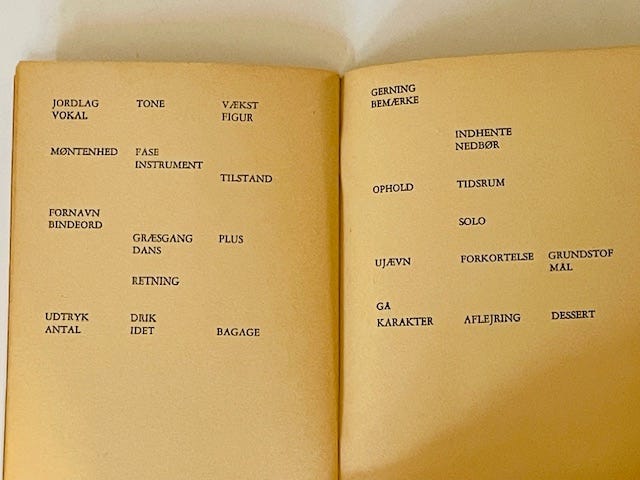 JORDLAG TONE VÆKST
VOKAL FIGUR
MØNTENHED FASE
INSTRUMENT
TILSTAND
FORNAVN
BINDEORD
GRÆSGANG PLUS
DANS
RETNING
UDTRYK DRIK
ANTAL IDET BAGAGE
GERNING
BEMÆRKE
INDHENTE
NEDBØR
OPHOLD TIDSRUM
SOLO
UJÆVN FORKORTELSE GRUNDSTOF
MÅL
GÅ
KARAKTER AFLEJRING DESSERT